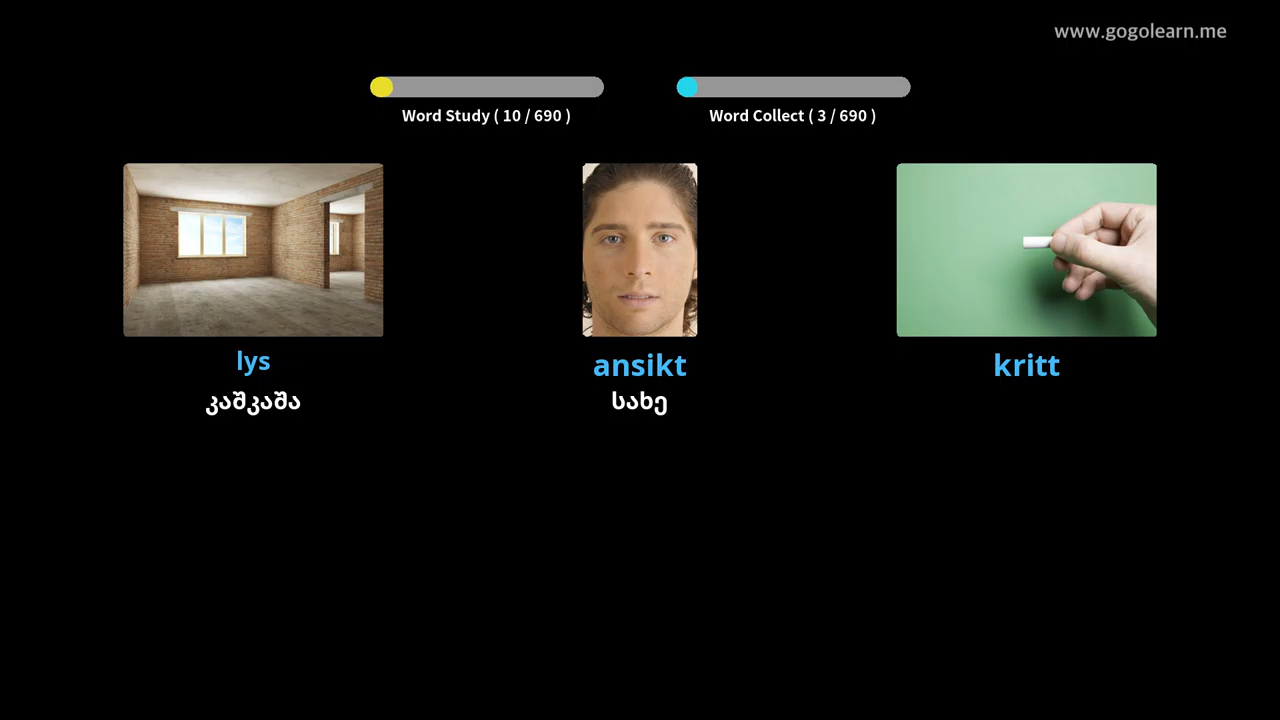 www.gogolearn.me
Word Study ( 10 / 690 )
Word Collect ( 3 / 690 )
lys
ansikt
kritt
კაშკაშა
სახე